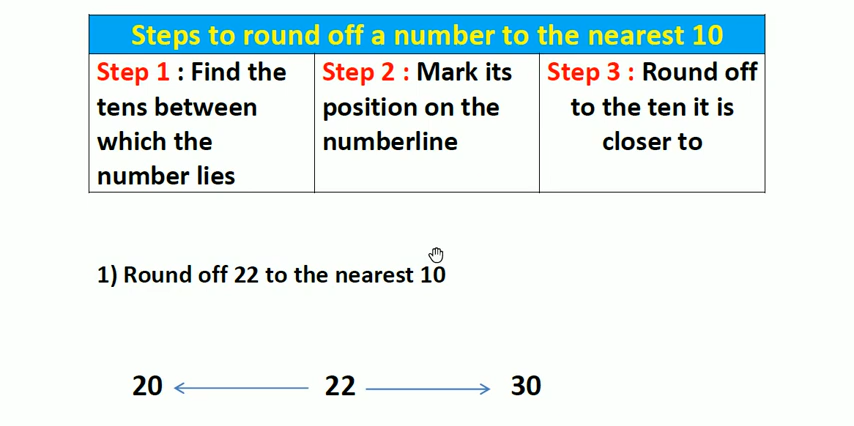 Steps to round off a number to the nearest 10
Step 1 : Find the
tens between
which the
number lies
Step 2 : Mark its
position on the
numberline
Step 3 : Round off
to the ten it is
closer to
1) Round off 22 to the nearest 10
20 22 30